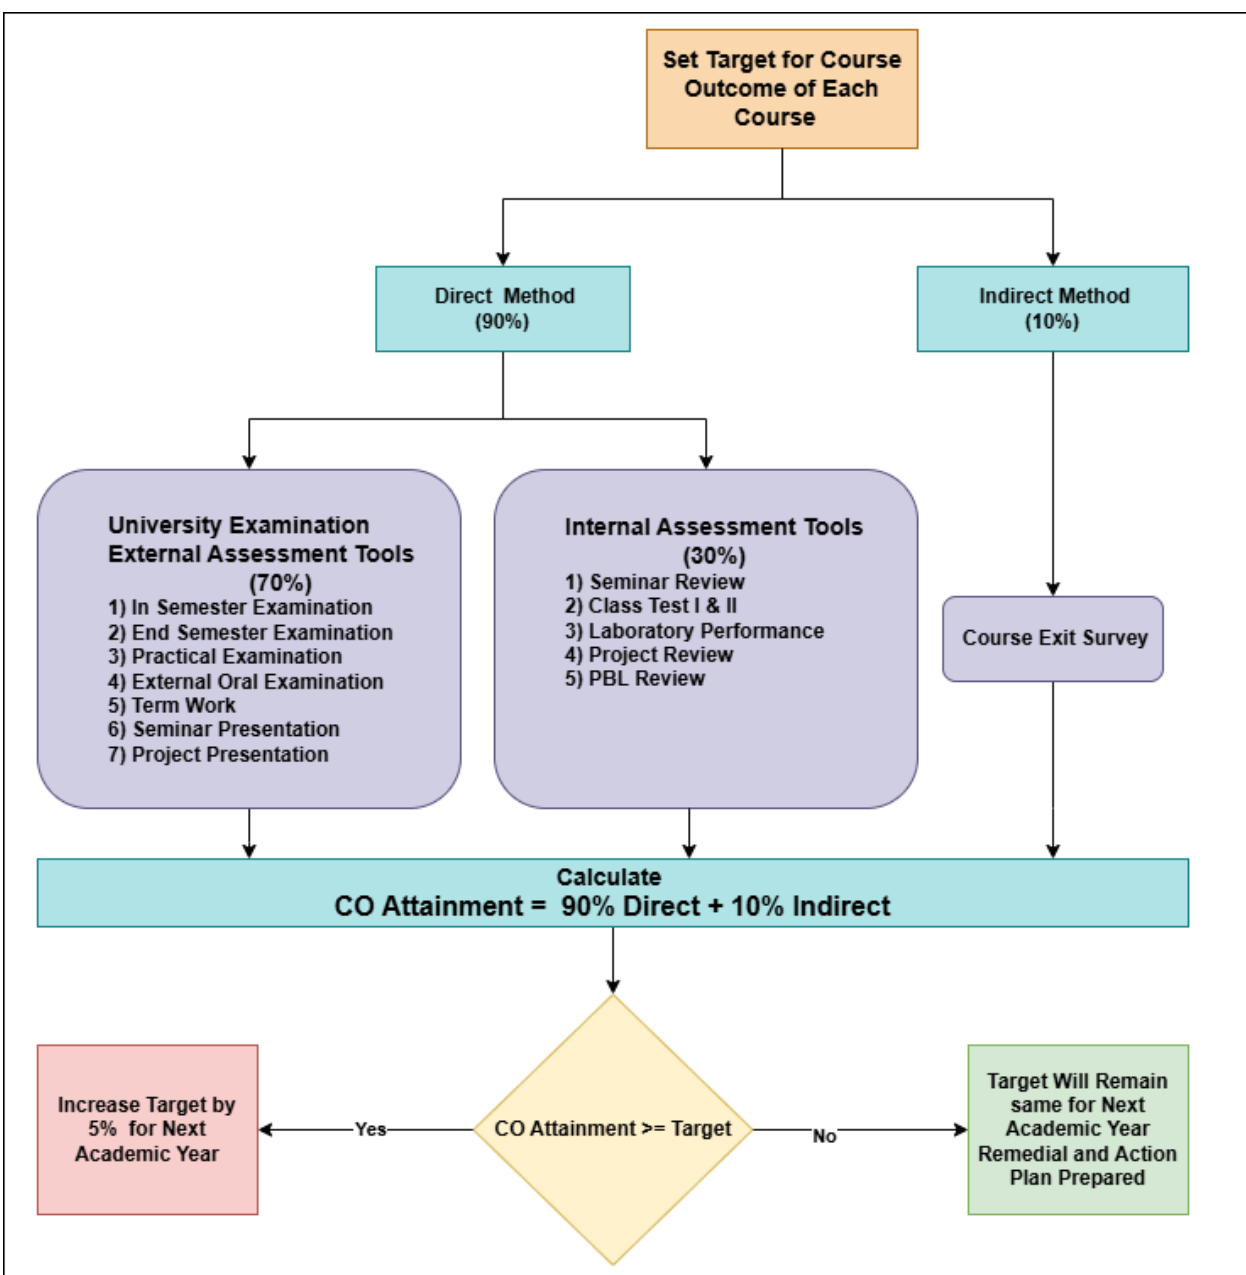 Set Target for Course
Outcome of Each
Course
Direct Method
(90%)
Indirect Method
(10%)
University Examination
External Assessment Tools
(70%)
1) In Semester Examination
2) End Semester Examination
3) Practical Examination
4) External Oral Examination
5) Term Work
6) Seminar Presentation
7) Project Presentation
Internal Assessment Tools
(30%)
1) Seminar Review
2) Class Test I & II
3) Laboratory Performance
4) Project Review
5) PBL Review
Course Exit Survey
Calculate
CO Attainment = 90% Direct + 10% Indirect
Increase Target by
5% for Next
Academic Year
Yes
CO Attainment >= Target
No
Target Will Remain
same for Next
Academic Year
Remedial and Action
Plan Prepared